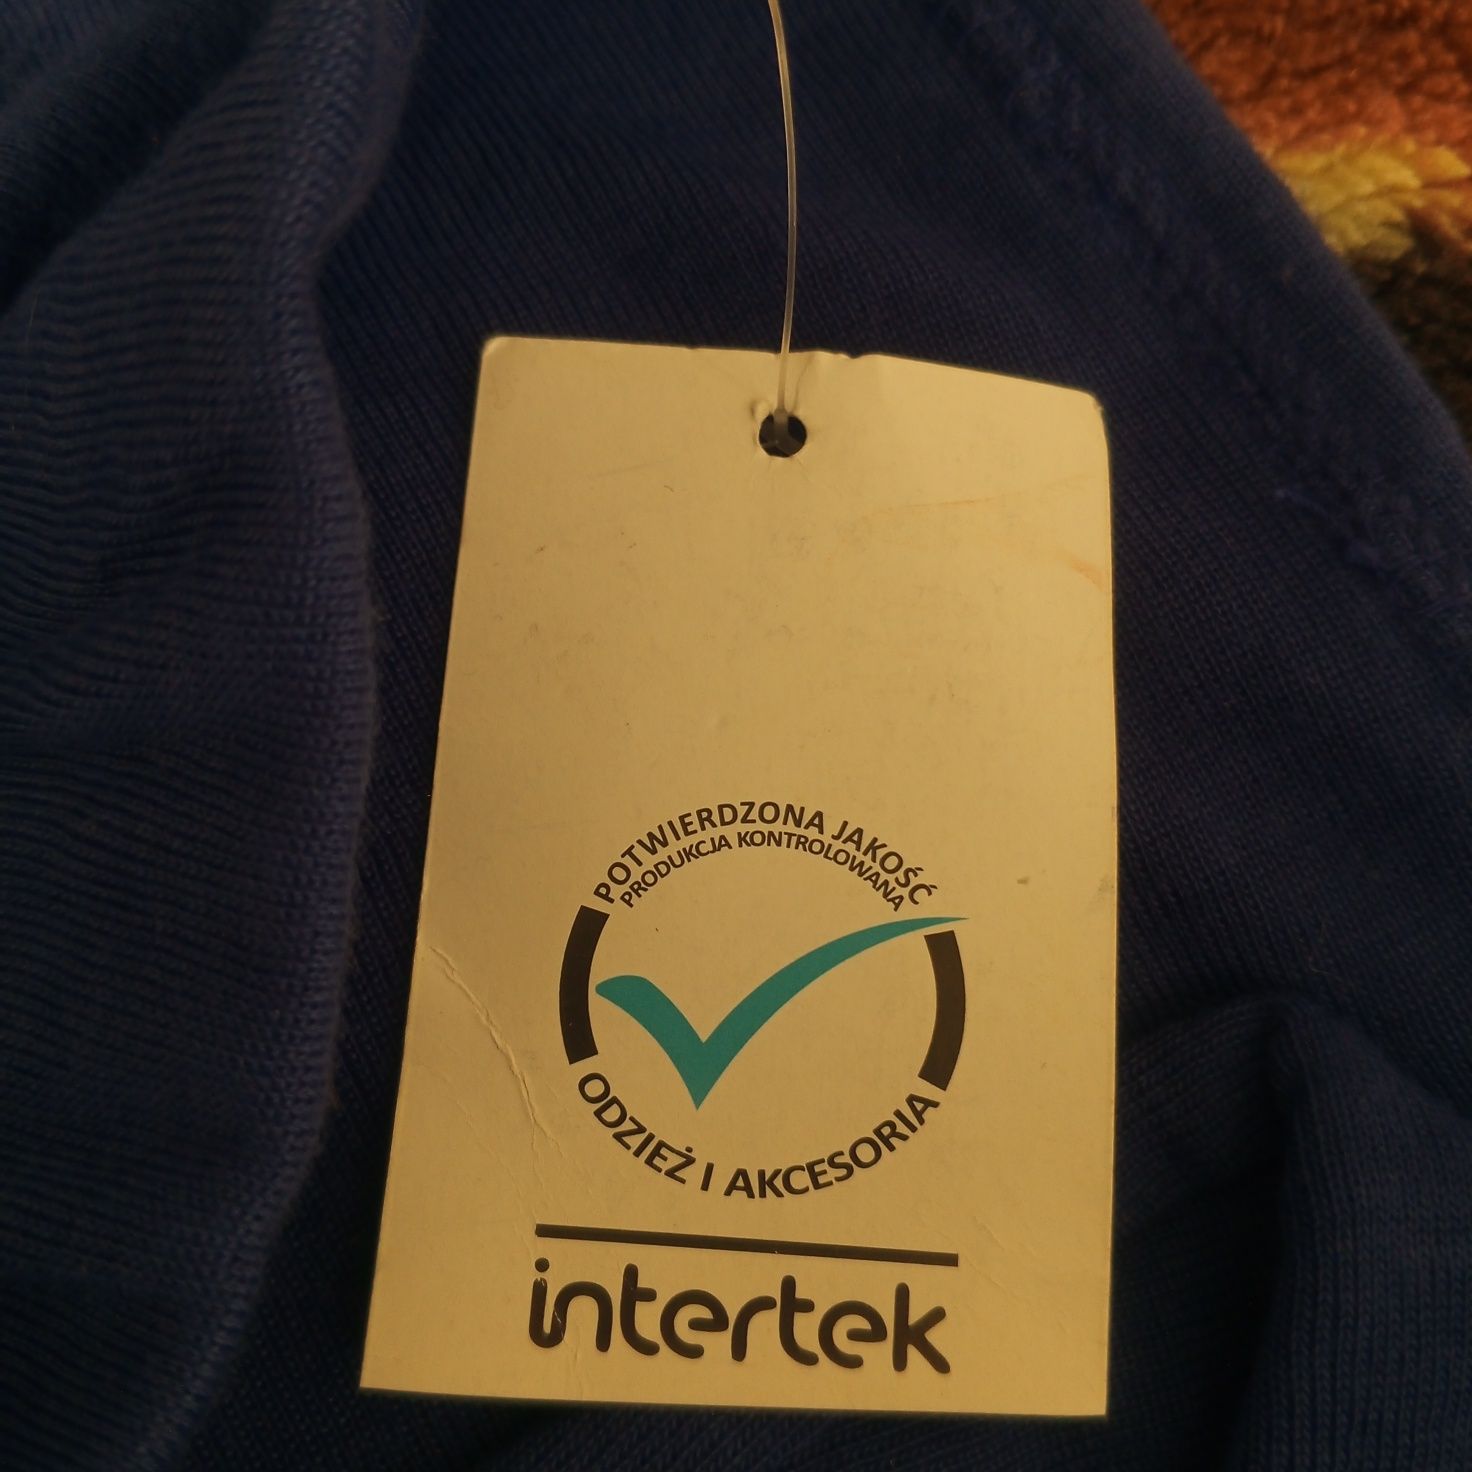 POTWIERDZONA JAKOŚĆ
PRODUKCJA KONTROLOWANA
ODZIEŻ I AKCESORIA
intertek